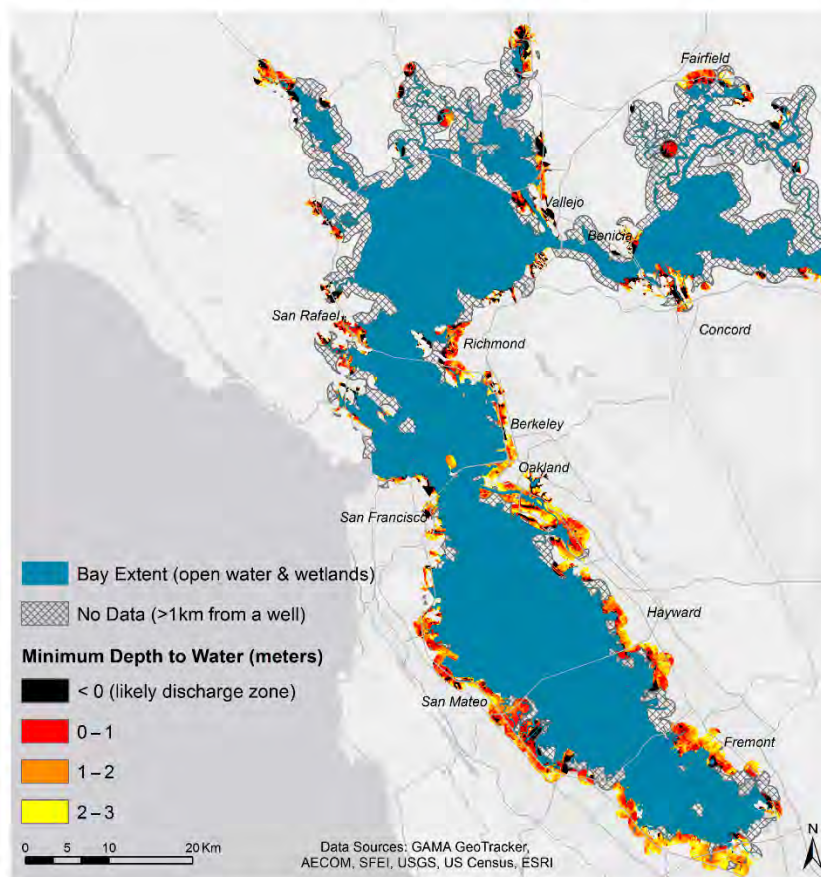 Fairfield
Vallejo
Benicia
San Rafael
Richmond
Concord
Berkeley
Oakland
San Francisco
Bay Extent (open water & wetlands)
No Data (>1km from a well)
Hayward
Minimum Depth to Water (meters)
< 0 (likely discharge zone)
San Mateo
0 – 1
Fremont
1 – 2
2 – 3
N
0 5 10 20 Km
Data Sources: GAMA GeoTracker,
AECOM, SFEI, USGS, US Census, ESRI